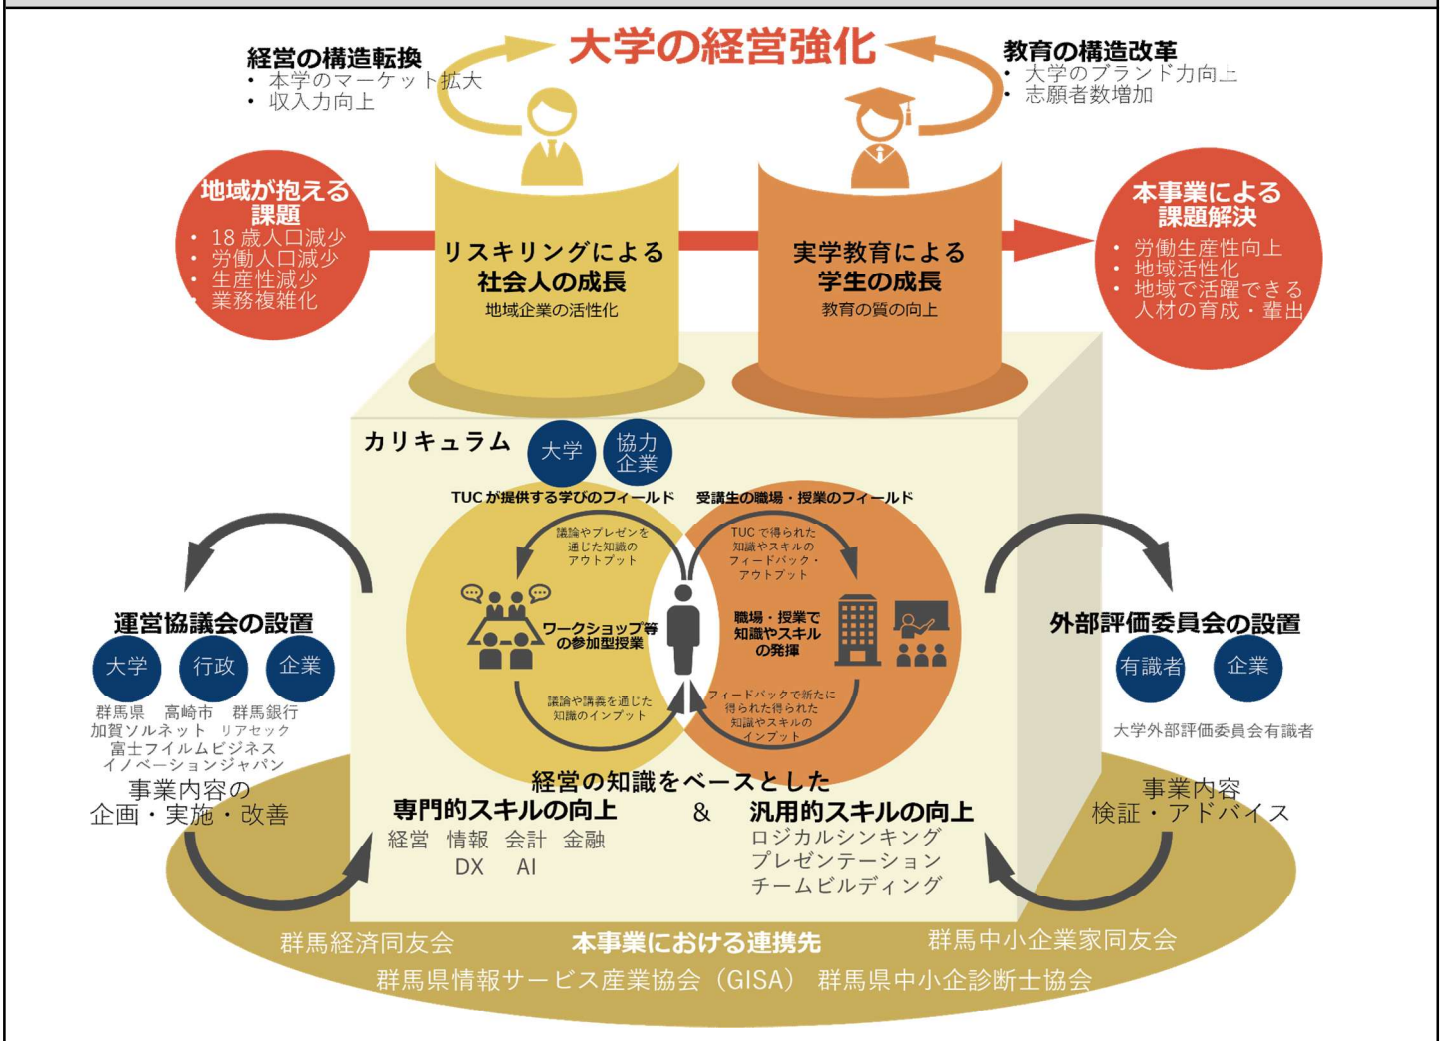 大学の経営強化
経営の構造転換
• 本学のマーケット拡大
• 収入力向上
教育の構造改革
• 大学のブランド力向上
• 志願者数増加
地域が抱える
課題
• 18 歳人口減少
• 労働人口減少
• 生産性減少
• 業務複雑化
リスキリングによる
社会人の成長
地域企業の活性化
実学教育による
学生の成長
教育の質の向上
本事業による
課題解決
• 労働生産性向上
• 地域活性化
• 地域で活躍できる
人材の育成・輩出
カリキュラム
大学
協力
企業
TUC が提供する学びのフィールド
受講生の職場・授業のフィールド
議論やプレゼンを
通じた知識の
アウトプット
TUC で得られた
知識やスキルの
フィードバック・
アウトプット
ワークショップ等
の参加型授業
職場・授業で
知識やスキル
の発揮
議論や講義を通じた
知識のインプット
フィードバックで新たに
得られた得られた
知識やスキルの
インプット
経営の知識をベースとした
専門的スキルの向上
&
汎用的スキルの向上
経営 情報 会計 金融
DX AI
ロジカルシンキング
プレゼンテーション
チームビルディング
運営協議会の設置
大学
行政
企業
群馬県 高崎市 群馬銀行
加賀ソルネット リアセック
富士フイルムビジネス
イノベーションジャパン
事業内容の
企画・実施・改善
外部評価委員会の設置
有識者
企業
大学外部評価委員会有識者
事業内容
検証・アドバイス
群馬経済同友会
本事業における連携先
群馬中小企業家同友会
群馬県情報サービス産業協会（GISA） 群馬県中小企診断士協会